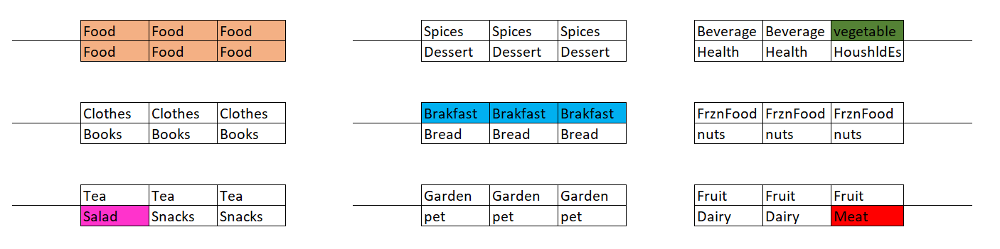 Food Food Food Spices Spices Spices Beverage Beverage vegetable
Food Food Food Dessert Dessert Dessert Health Health HoushldEs
Clothes Clothes Clothes Brakfast Brakfast Brakfast FrznFood FrznFood FrznFood
Books Books Books Bread Bread Bread nuts nuts nuts
Tea Tea Tea Garden Garden Garden Fruit Fruit Fruit
Salad Snacks Snacks pet pet pet Dairy Dairy Meat